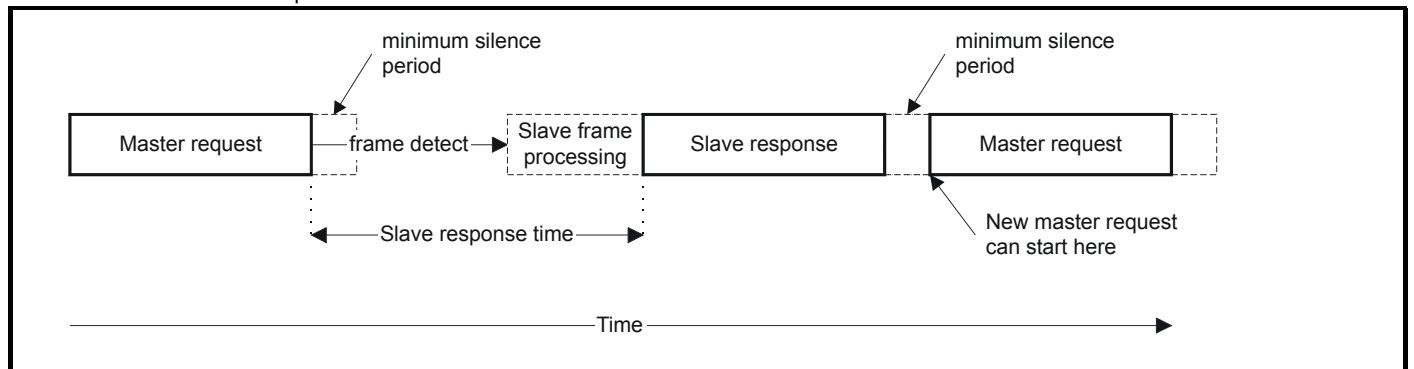 minimum silence
period
minimum silence
period
Master request
frame detect
Slave frame
processing
Slave response
Master request
Slave response time
New master request
can start here
Time